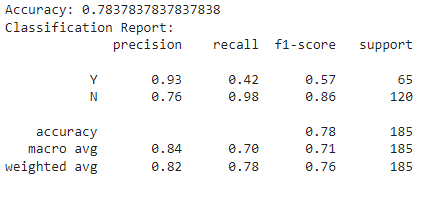 Accuracy: 0.7837837837837838
Classification Report:
              precision    recall  f1-score   support

           Y       0.93      0.42      0.57        65
           N       0.76      0.98      0.86       120

    accuracy                           0.78       185
   macro avg       0.84      0.70      0.71       185
weighted avg       0.82      0.78      0.76       185